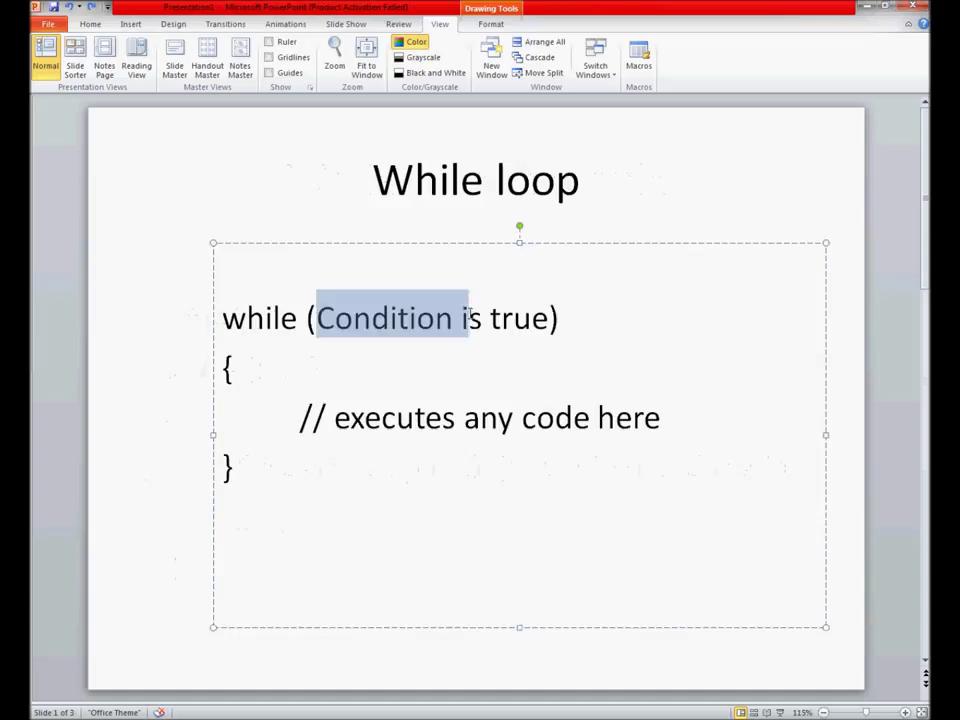 Presentation1 - Microsoft PowerPoint (Product Activation Failed)
Drawing Tools
File Home Insert Design Transitions Animations Slide Show Review View Format
Ruler Color Arrange All
Gridlines Grayscale Cascade
Guides Black and White Move Split
Normal Slide Sorter Notes Page Reading View Slide Master Handout Master Notes Master Zoom Fit to Window New Window Switch Windows Macros
Presentation Views Master Views Show Zoom Color/Grayscale Window Macros
While loop
while (Condition is true)
{
// executes any code here
}
Slide 1 of 3 "Office Theme" 115%